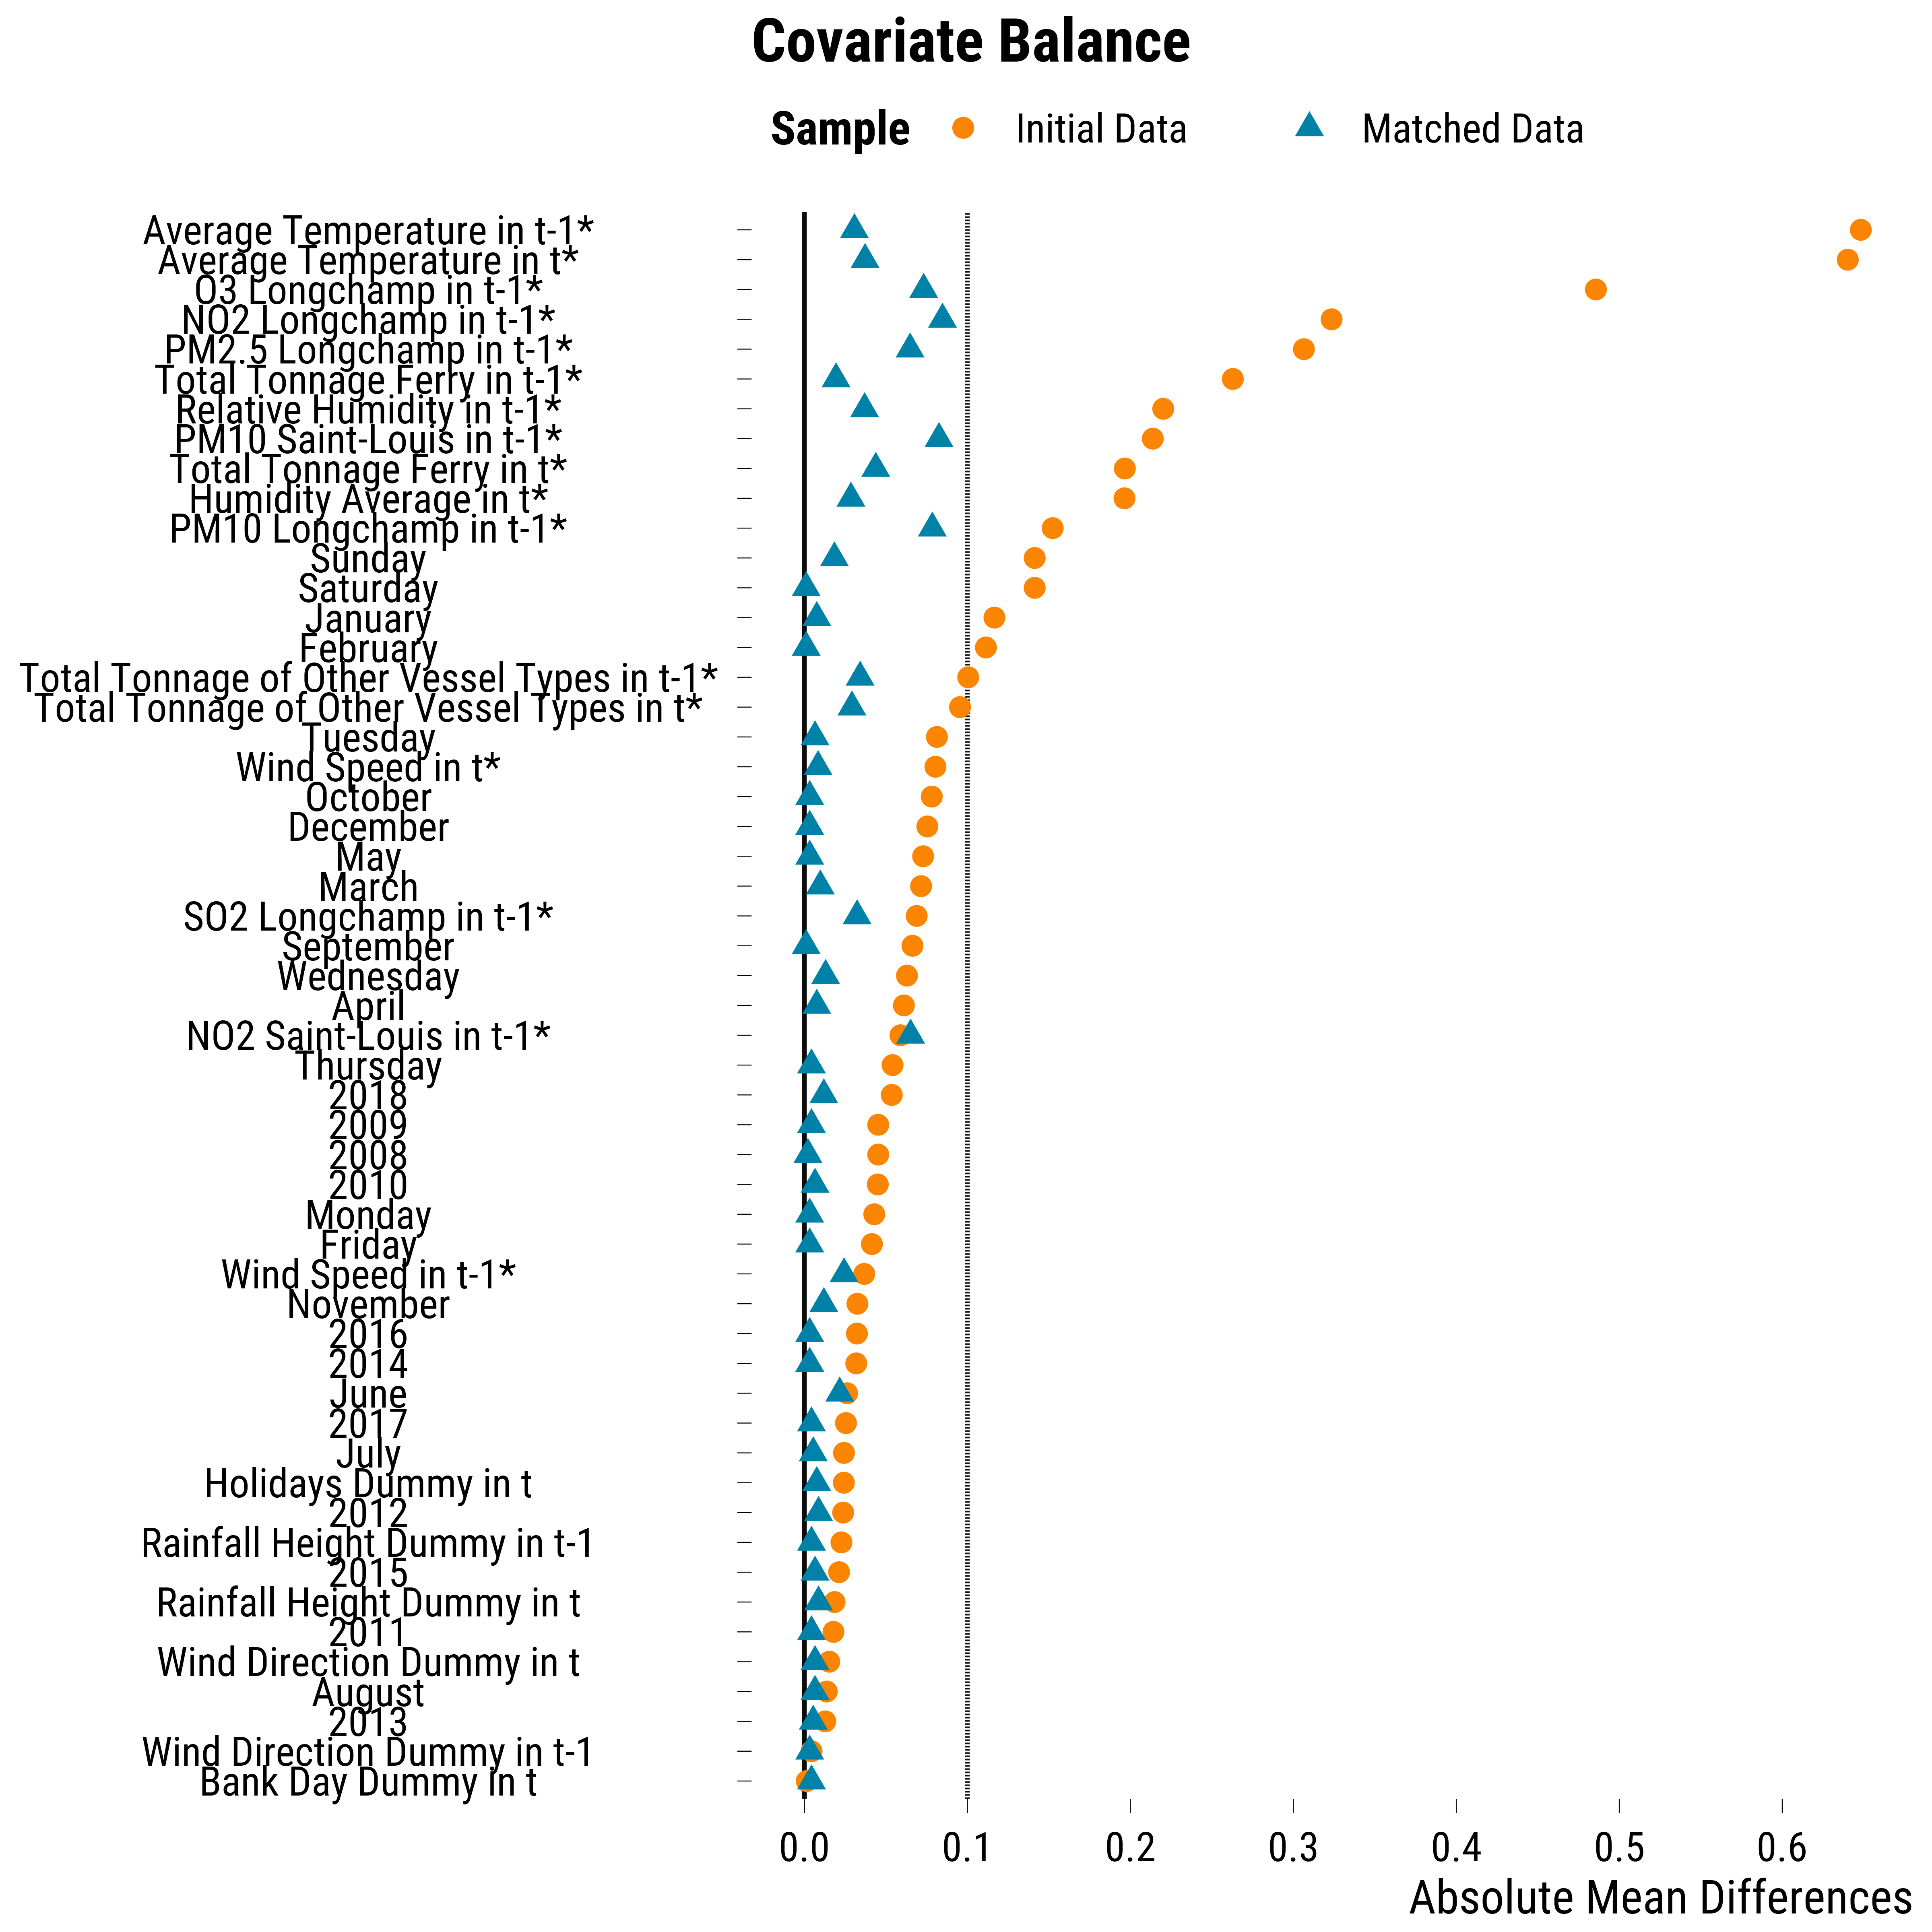 Covariate Balance
Sample Initial Data Matched Data
Average Temperature in t-1*
Average Temperature in t*
O3 Longchamp in t-1*
NO2 Longchamp in t-1*
PM2.5 Longchamp in t-1*
Total Tonnage Ferry in t-1*
Relative Humidity in t-1*
PM10 Saint-Louis in t-1*
Total Tonnage Ferry in t*
Humidity Average in t*
PM10 Longchamp in t-1*
Sunday
Saturday
January
February
Total Tonnage of Other Vessel Types in t-1*
Total Tonnage of Other Vessel Types in t*
Tuesday
Wind Speed in t*
October
December
May
March
SO2 Longchamp in t-1*
September
Wednesday
April
NO2 Saint-Louis in t-1*
Thursday
2018
2009
2008
2010
Monday
Friday
Wind Speed in t-1*
November
2016
2014
June
2017
July
Holidays Dummy in t
2012
Rainfall Height Dummy in t-1
2015
Rainfall Height Dummy in t
2011
Wind Direction Dummy in t
August
2013
Wind Direction Dummy in t-1
Bank Day Dummy in t
0.0 0.1 0.2 0.3 0.4 0.5 0.6
Absolute Mean Differences